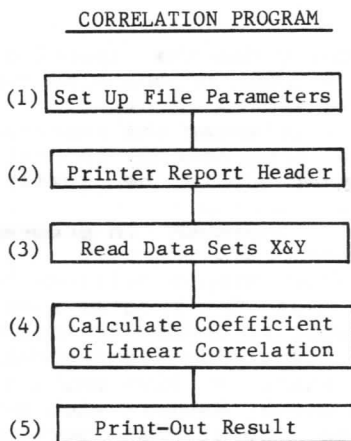 CORRELATION PROGRAM
(1) Set Up File Parameters
(2) Printer Report Header
(3) Read Data Sets X&Y
(4) Calculate Coefficient
of Linear Correlation
(5) Print-Out Result